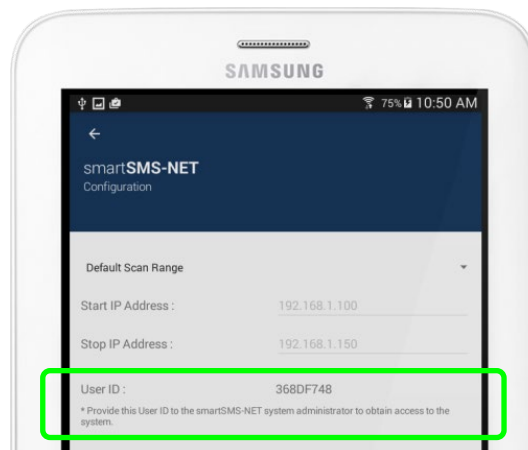 SAMSUNG
75% 10:50 AM
smartSMS-NET
Configuration
Default Scan Range
Start IP Address : 192.168.1.100
Stop IP Address : 192.168.1.150
User ID : 368DF748
* Provide this User ID to the smartSMS-NET system administrator to obtain access to the
system.